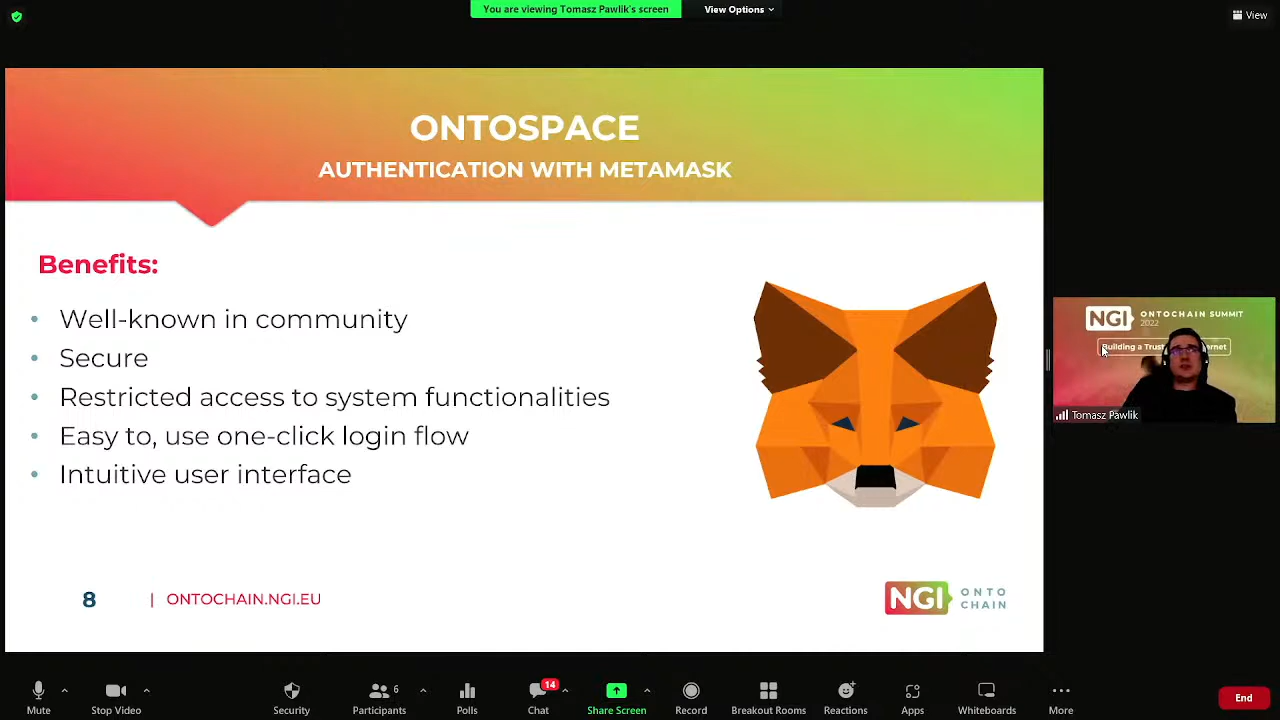 You are viewing Tomasz Pawlik's screen
View Options
View
ONTOSPACE
AUTHENTICATION WITH METAMASK
Benefits:
• Well-known in community
• Secure
• Restricted access to system functionalities
• Easy to, use one-click login flow
• Intuitive user interface
8 | ONTOCHAIN.NGI.EU
NGI ONTO
CHAIN
NGI ONTOCHAIN SUMMIT
2022
Building a Trust
Tomasz Pawlik
6
14
Mute
Stop Video
Security
Participants
Polls
Chat
Share Screen
Record
Breakout Rooms
Reactions
Apps
Whiteboards
More
End